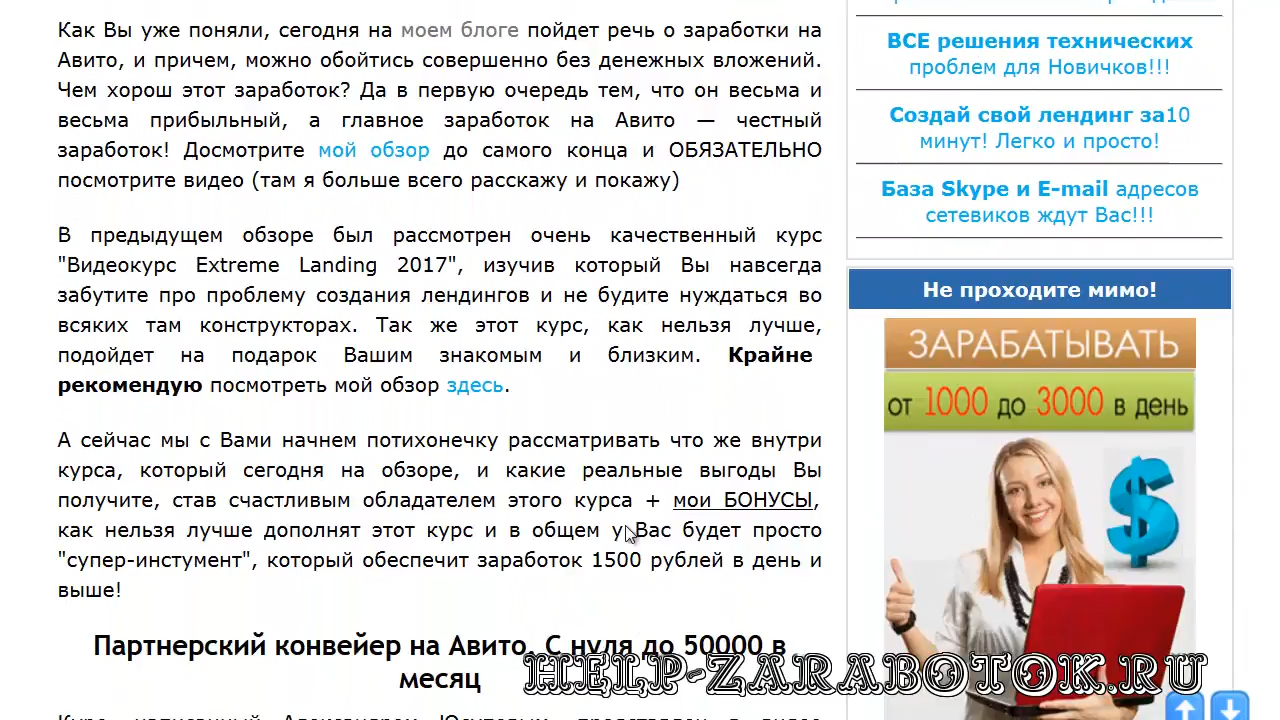 Как Вы уже поняли, сегодня на моем блоге пойдет речь о заработки на
Авито, и причем, можно обойтись совершенно без денежных вложений.
Чем хорош этот заработок? Да в первую очередь тем, что он весьма и
весьма прибыльный, а главное заработок на Авито — честный
заработок! Досмотрите мой обзор до самого конца и ОБЯЗАТЕЛЬНО
посмотрите видео (там я больше всего расскажу и покажу)
В предыдущем обзоре был рассмотрен очень качественный курс
"Видеокурс Extreme Landing 2017", изучив который Вы навсегда
забутите про проблему создания лендингов и не будите нуждаться во
всяких там конструкторах. Так же этот курс, как нельзя лучше,
подойдет на подарок Вашим знакомым и близким. Крайне
рекомендую посмотреть мой обзор здесь.
А сейчас мы с Вами начнем потихонечку рассматривать что же внутри
курса, который сегодня на обзоре, и какие реальные выгоды Вы
получите, став счастливым обладателем этого курса + мои БОНУСЫ,
как нельзя лучше дополнят этот курс и в общем у Вас будет просто
"супер-инстумент", который обеспечит заработок 1500 рублей в день и
выше!
Партнерский конвейер на Авито. С нуля до 50000 в
месяц
ВСЕ решения технических
проблем для Новичков!!!
Создай свой лендинг за10
минут! Легко и просто!
База Skype и E-mail адресов
сетевиков ждут Вас!!!
Не проходите мимо!
ЗАРАБАТЫВАТЬ
от 1000 до 3000 в день
$
HELP-ZARABOTOK.RU